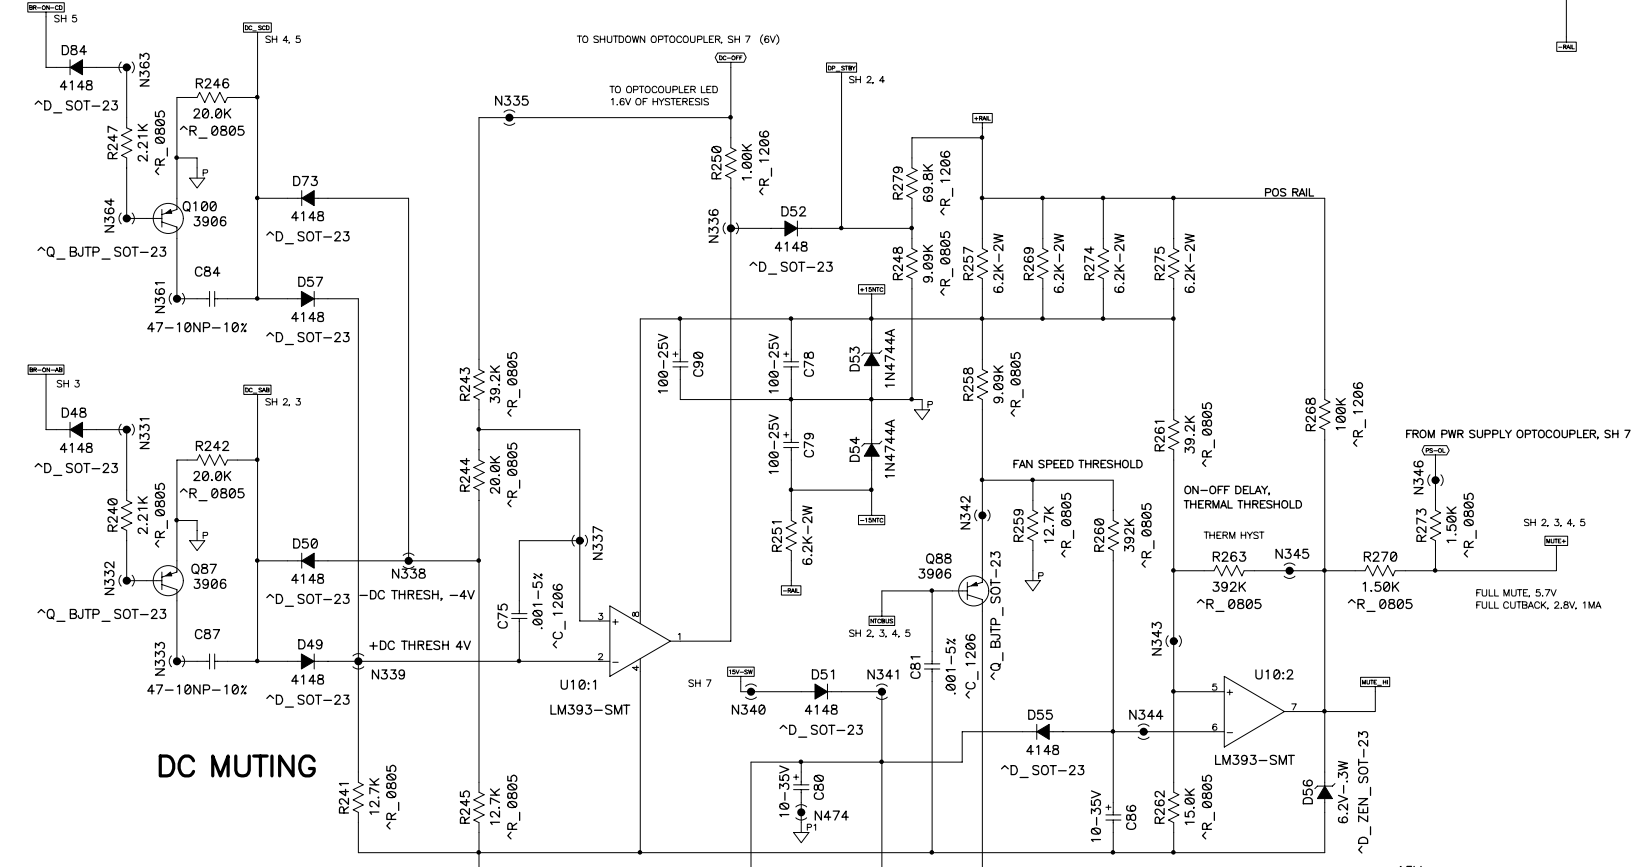 BR-ON-CD
SH 5
D84
4148
^D_SOT-23
N363
R247
2.21K
^R_0805
N364
R246
20.0K
^R_0805
P
Q100
3906
^Q_BJTP_SOT-23
N361
C84
47-10NP-10%
DC_SCD
SH 4, 5
D73
4148
^D_SOT-23
D57
4148
^D_SOT-23
BR-ON-AB
SH 3
D48
4148
^D_SOT-23
N331
R240
2.21K
^R_0805
N332
R242
20.0K
^R_0805
P
Q87
3906
^Q_BJTP_SOT-23
N333
C87
47-10NP-10%
DC_SAB
SH 2, 3
D50
4148
^D_SOT-23
N338
-DC THRESH, -4V
D49
4148
^D_SOT-23
+DC THRESH 4V
N339
DC MUTING
R241
12.7K
^R_0805
R245
12.7K
^R_0805
TO SHUTDOWN OPTOCOUPLER, SH 7 (6V)
DC-OFF
TO OPTOCOUPLER LED
1.6V OF HYSTERESIS
N335
R250
1.00K
^R_1206
N336
D52
4148
^D_SOT-23
DP_STBY
SH 2, 4
R243
39.2K
^R_0805
R244
20.0K
^R_0805
N337
C75
.001-5%
^C_1206
3
+
2
-
8
4
1
U10:1
LM393-SMT
100-25V
+
C90
100-25V
+
C78
100-25V
+
C79
+15NTC
D53
1N4744A
D54
1N4744A
-15NTC
P
R251
6.2K-2W
-RAIL
+RAIL
R279
69.8K
^R_1206
R248
9.09K
^R_0805
R257
6.2K-2W
R269
6.2K-2W
R274
6.2K-2W
R275
6.2K-2W
POS RAIL
-RAIL
R258
9.09K
^R_0805
FAN SPEED THRESHOLD
N342
R259
12.7K
^R_0805
P
R260
392K
^R_0805
Q88
3906
^Q_BJTP_SOT-23
NTCBUS
SH 2, 3, 4, 5
C81
.001-5%
^C_1206
SH 7
15V-SW
N340
D51
4148
^D_SOT-23
N341
10-35V
+
C80
N474
P1
D55
4148
^D_SOT-23
N344
10-35V
+
C86
R261
39.2K
^R_0805
R268
100K
^R_1206
ON-OFF DELAY,
THERMAL THRESHOLD
THERM HYST
R263
392K
^R_0805
N345
R270
1.50K
^R_0805
FROM PWR SUPPLY OPTOCOUPLER, SH 7
PS-OL
N346
R273
1.50K
^R_0805
SH 2, 3, 4, 5
MUTE+
FULL MUTE, 5.7V
FULL CUTBACK, 2.8V, 1MA
N343
5
+
6
-
7
U10:2
LM393-SMT
MUTE_HI
R262
15.0K
^R_0805
D56
6.2V-.3W
^D_ZEN_SOT-23